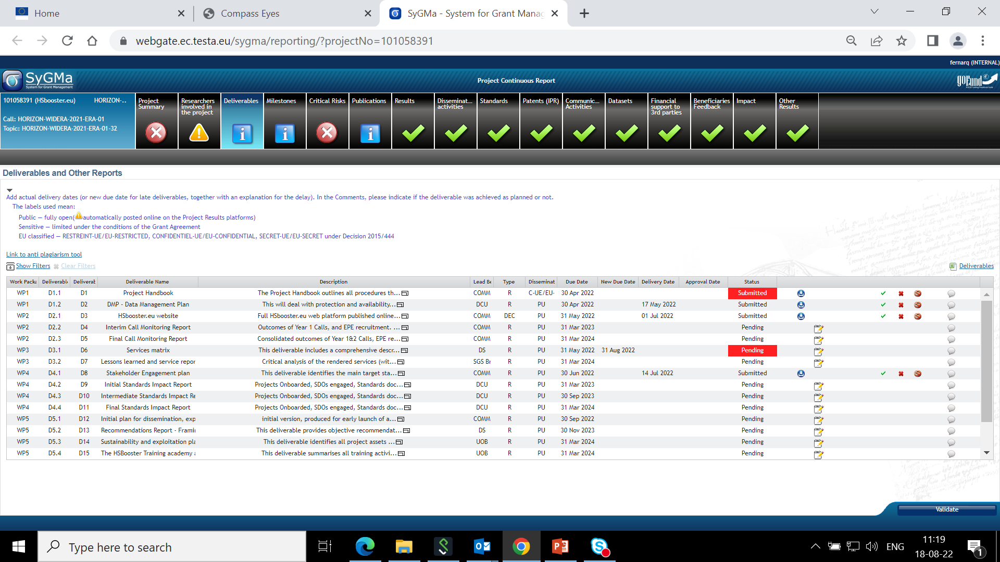 Home
Compass Eyes
SyGMa - System for Grant Manag
webgate.ec.testa.eu/sygma/reporting/?projectNo=101058391
fernarq (INTERNAL)
SyGMa
System for Grant Management
Project Continuous Report
goFund
101058391 (HSbooster.eu) HORIZON-..
Call: HORIZON-WIDERA-2021-ERA-01
Topic: HORIZON-WIDERA-2021-ERA-01-32
Project Summary
Researchers involved in the project
Deliverables
Milestones
Critical Risks
Publications
Results
Disseminat... activities
Standards
Patents (IPR)
Communic... Activities
Datasets
Financial support to 3rd parties
Beneficiaries Feedback
Impact
Other Results
Deliverables and Other Reports
Add actual delivery dates (or new due date for late deliverables, together with an explanation for the delay). In the Comments, please indicate if the deliverable was achieved as planned or not.
The labels used mean:
Public — fully open( automatically posted online on the Project Results platforms)
Sensitive — limited under the conditions of the Grant Agreement
EU classified — RESTREINT-UE/EU-RESTRICTED, CONFIDENTIEL-UE/EU-CONFIDENTIAL, SECRET-UE/EU-SECRET under Decision 2015/444
Link to anti plagiarism tool
Show Filters Clear Filters
Deliverables
Work Packa Deliverabl Deliverat Deliverable Name Description Lead Be Type Disseminat Due Date New Due Date Delivery Date Approval Date Status
WP1 D1.1 D1 Project Handbook The Project Handbook outlines all procedures th... COMM R C-UE/EU- 30 Apr 2022 Submitted
WP1 D1.2 D2 DMP - Data Management Plan This will deal with protection and availability... DCU R PU 30 Apr 2022 17 May 2022 Submitted
WP2 D2.1 D3 HSbooster.eu website Full HSbooster.eu web platform published online... COMM DEC PU 31 May 2022 01 Jul 2022 Submitted
WP2 D2.2 D4 Interim Call Monitoring Report Outcomes of Year 1 Calls, and EPE recruitment. ... COMM R PU 31 Mar 2023 Pending
WP2 D2.3 D5 Final Call Monitoring Report Consolidated outcomes of Year 1&2 Calls, EPE re... COMM R PU 31 Mar 2024 Pending
WP3 D3.1 D6 Services matrix This deliverable includes a comprehensive descr... DS R PU 31 May 2022 31 Aug 2022 Pending
WP3 D3.2 D7 Lessons learned and service repor Critical analysis of the rendered services (wit... SGS Br R PU 31 Mar 2024 Pending
WP4 D4.1 D8 Stakeholder Engagement plan This deliverable identifies the main target sta... COMM R PU 30 Jun 2022 14 Jul 2022 Submitted
WP4 D4.2 D9 Initial Standards Impact Report Projects Onboarded, SDOs engaged, Standards doc... DCU R PU 31 Mar 2023 Pending
WP4 D4.3 D10 Intermediate Standards Impact Re Projects Onboarded, SDOs engaged, Standards doc... DCU R PU 30 Sep 2023 Pending
WP4 D4.4 D11 Final Standards Impact Report Projects Onboarded, SDOs engaged, Standards doc... DCU R PU 31 Mar 2024 Pending
WP5 D5.1 D12 Initial plan for dissemination, exp initial version, produced for early launch of a... COMM R PU 30 Sep 2022 Pending
WP5 D5.2 D13 Recommendations Report - Framin This deliverable provides objective recommendat... DS R PU 30 Nov 2023 Pending
WP5 D5.3 D14 Sustainability and exploitation pla This deliverable identifies all project assets ... UOB R PU 31 Mar 2024 Pending
WP5 D5.4 D15 The HSBooster Training academy a This deliverable summarises all training activi... UOB R PU 31 Mar 2024 Pending
Validate
Type here to search
ENG
11:19
18-08-22
1